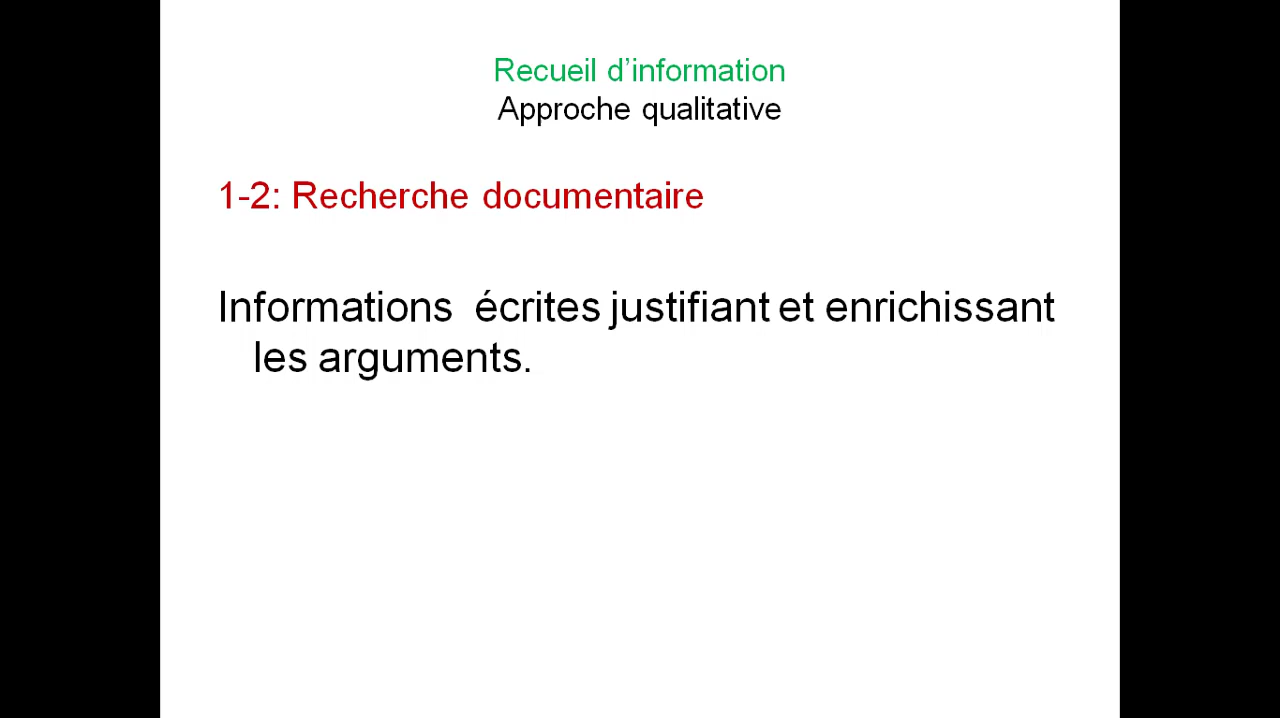 Recueil d’information
Approche qualitative
1-2: Recherche documentaire
Informations  écrites justifiant et enrichissant
les arguments.